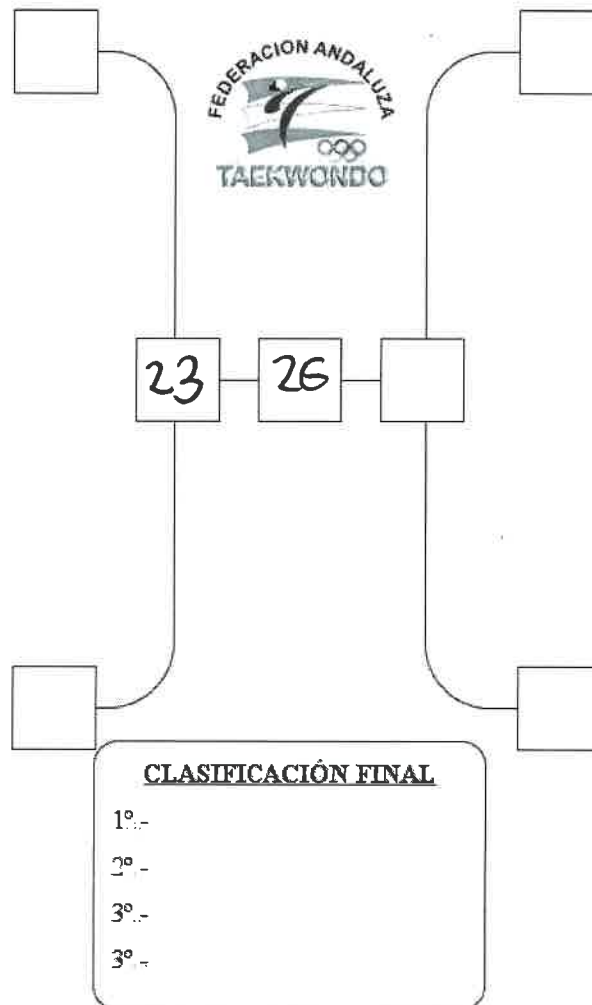 FEDERACION ANDALUZA
TAEKWONDO
23 26
CLASIFICACIÓN FINAL
1º.-
2º.-
3º.-
3º.-